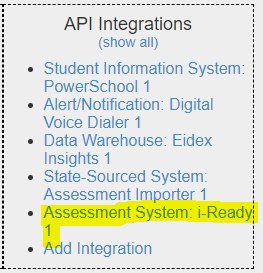 API Integrations
(show all)
Student Information System:
PowerSchool 1
Alert/Notification: Digital
Voice Dialer 1
Data Warehouse: Eidex
Insights 1
State-Sourced System:
Assessment Importer 1
Assessment System: i-Ready
1
Add Integration